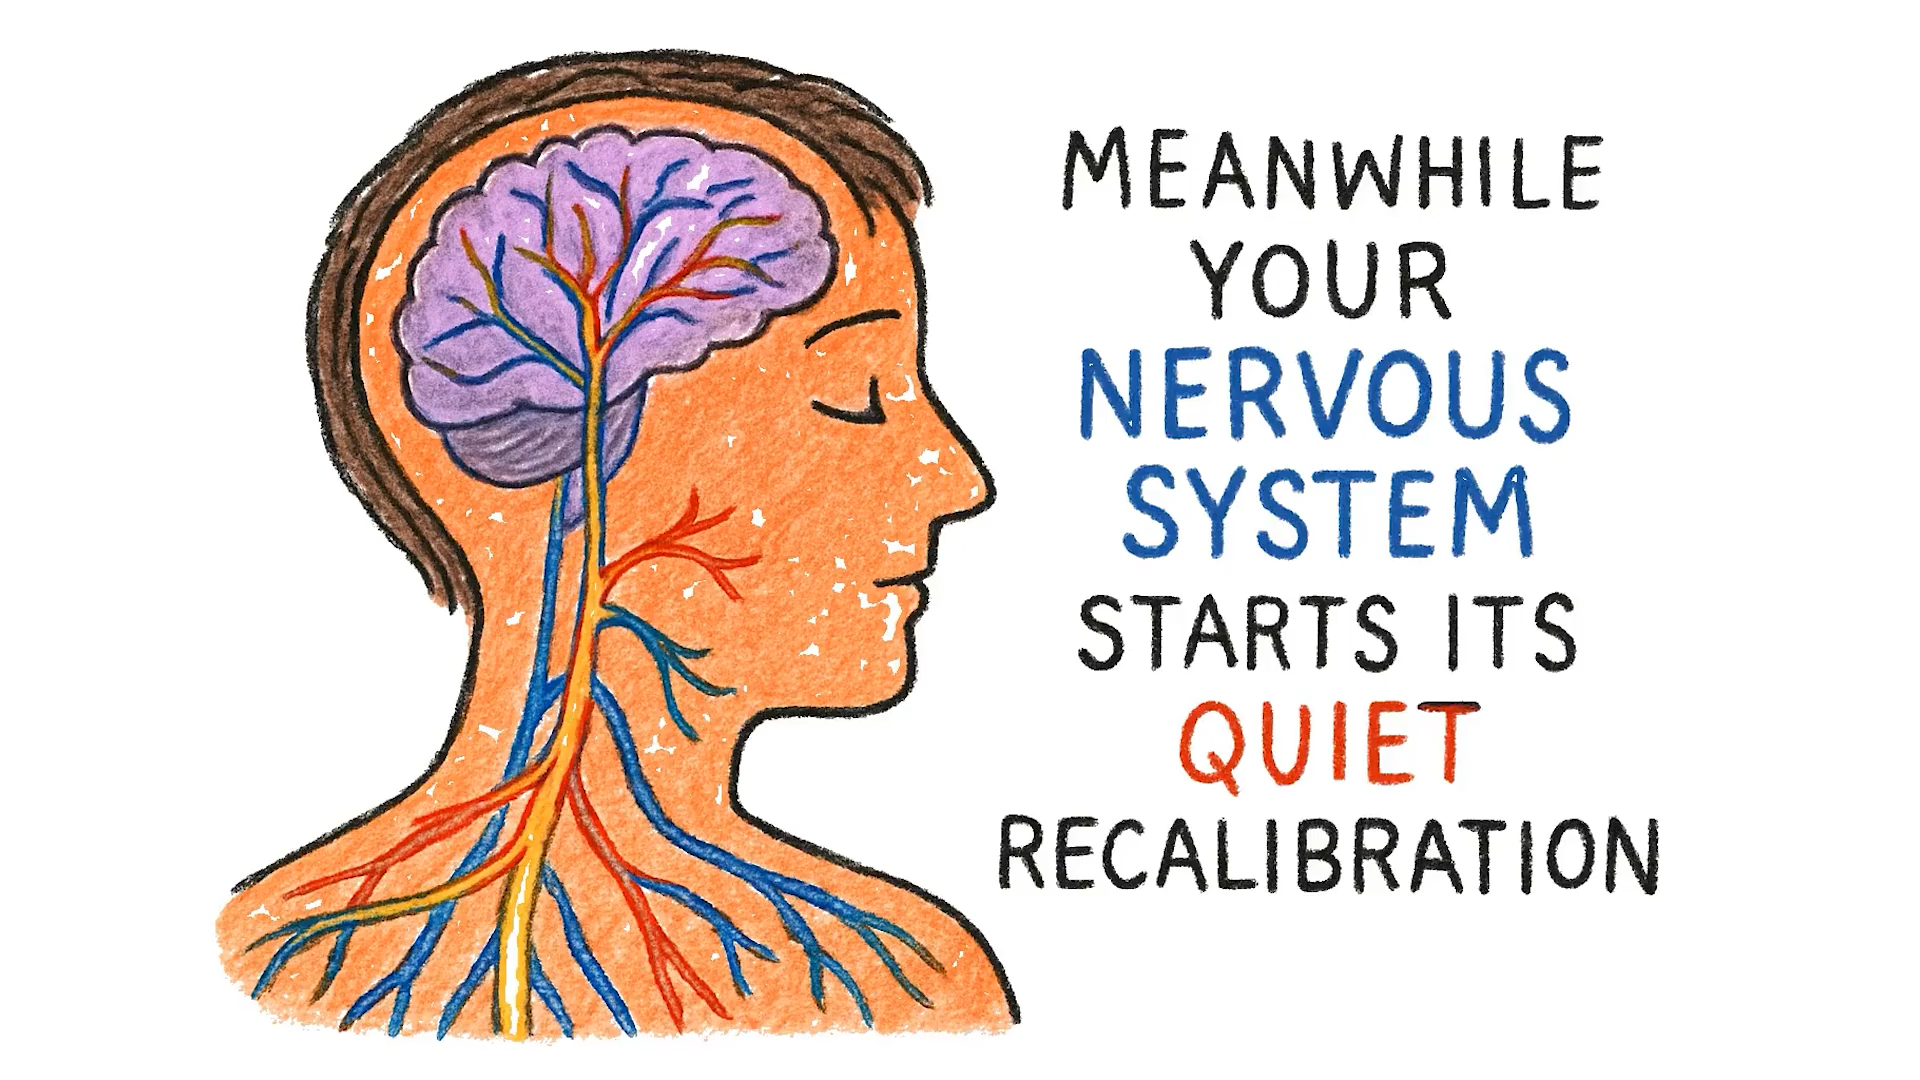 MEANWHILE
YOUR
NERVOUS
SYSTEM
STARTS ITS
QUIET
RECALIBRATION